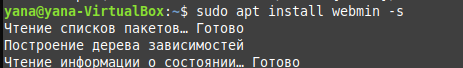 yana@yana-VirtualBox:~$ sudo apt install webmin -s
Чтение списков пакетов… Готово
Построение дерева зависимостей
Чтение информации о состоянии… Готово